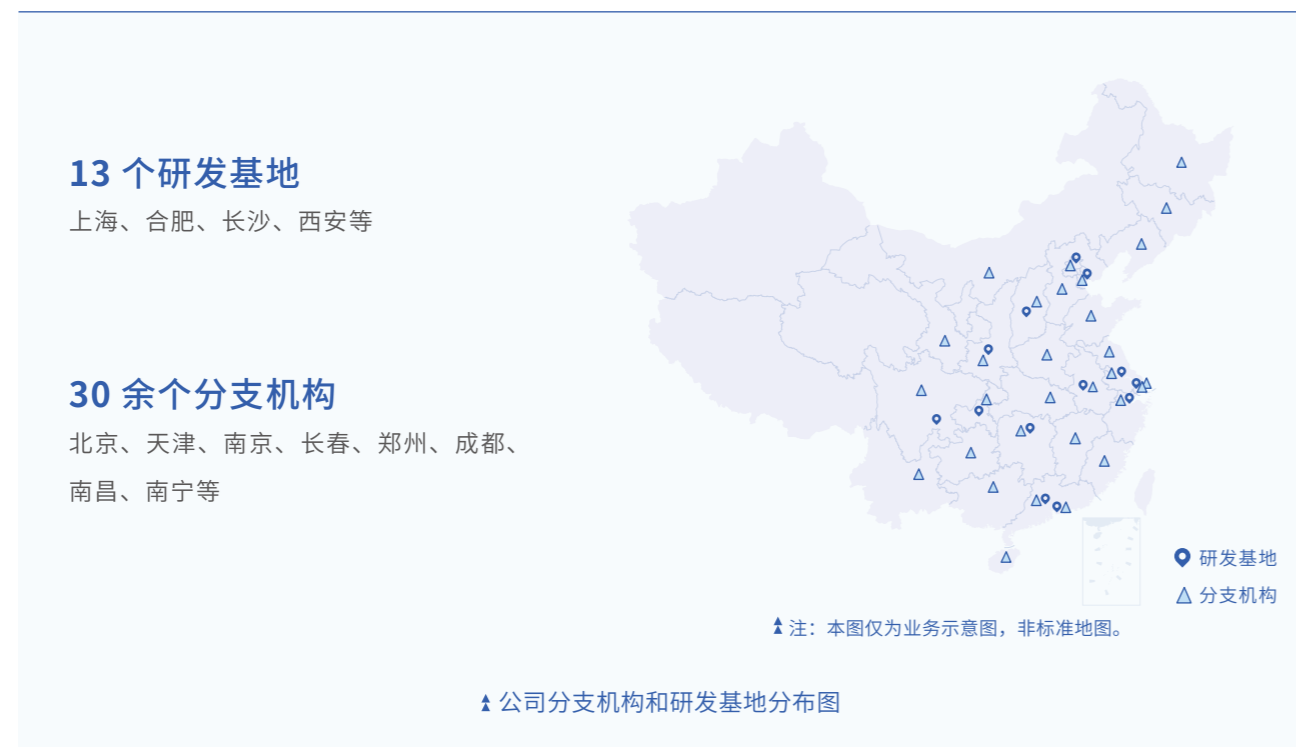 13 个研发基地
上海、合肥、长沙、西安等
30 余个分支机构
北京、天津、南京、长春、郑州、成都、
南昌、南宁等
研发基地
分支机构
注：本图仅为业务示意图，非标准地图。
公司分支机构和研发基地分布图